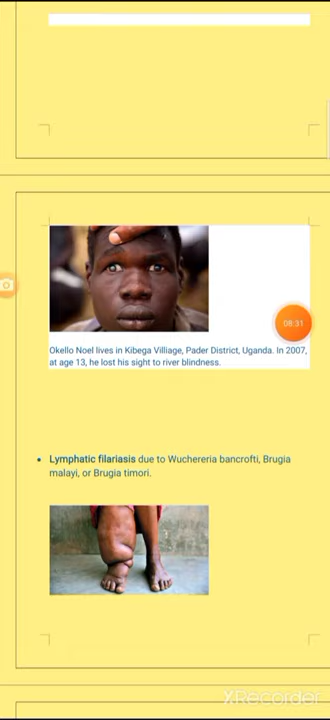 08:31
Okello Noel lives in Kibega Villiage, Pader District, Uganda. In 2007,
at age 13, he lost his sight to river blindness.
• Lymphatic filariasis due to Wuchereria bancrofti, Brugia
malayi, or Brugia timori.
XRecorder